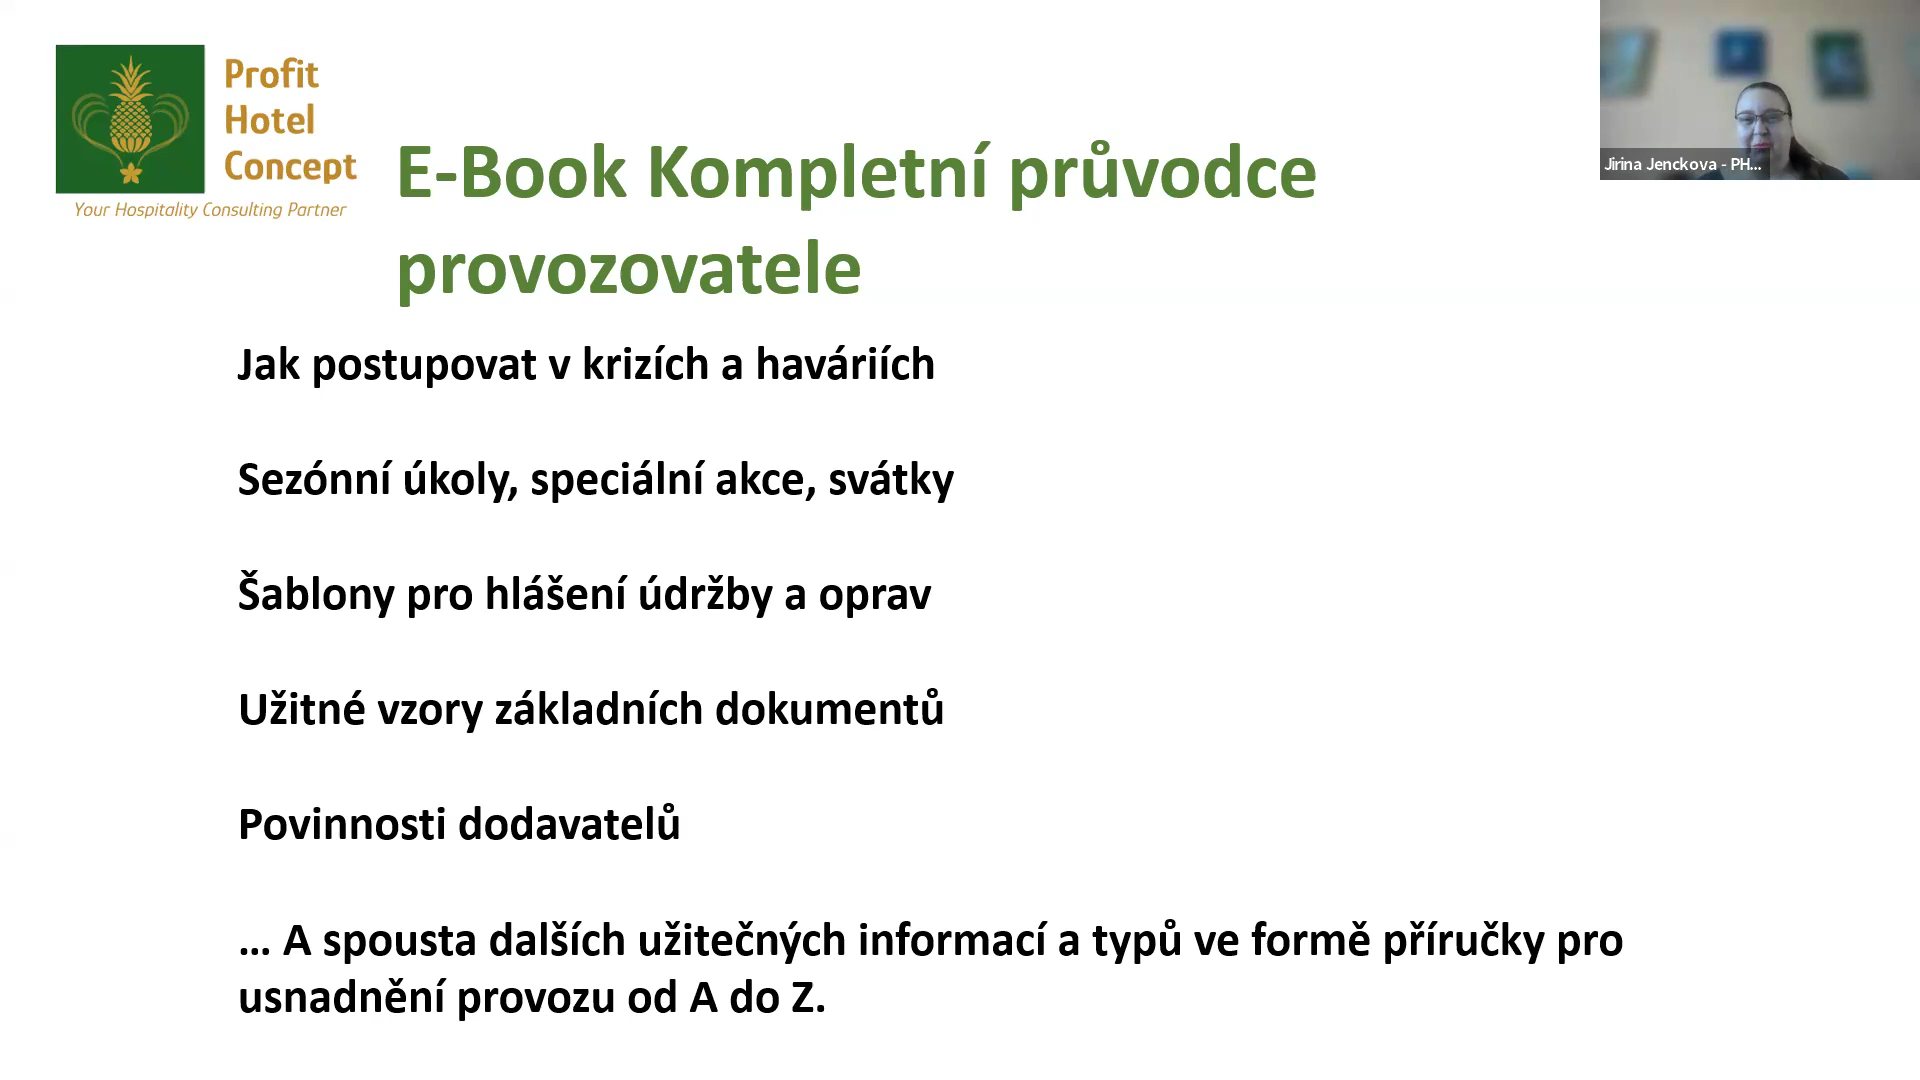 Profit
Hotel
Concept
Your Hospitality Consulting Partner
Jirina Jenckova - PH...
E-Book Kompletní průvodce
provozovatele
Jak postupovat v krizích a haváriích
Sezónní úkoly, speciální akce, svátky
Šablony pro hlášení údržby a oprav
Užitné vzory základních dokumentů
Povinnosti dodavatelů
... A spousta dalších užitečných informací a typů ve formě příručky pro
usnadnění provozu od A do Z.